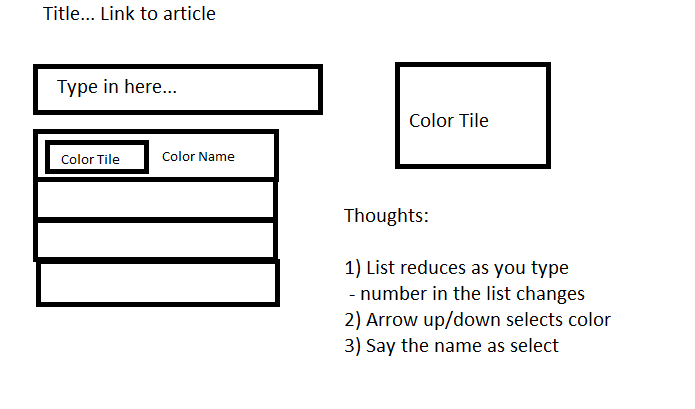 Title... Link to article
Type in here...
Color Tile
Color Name
Color Tile
Thoughts:
1) List reduces as you type
- number in the list changes
2) Arrow up/down selects color
3) Say the name as select